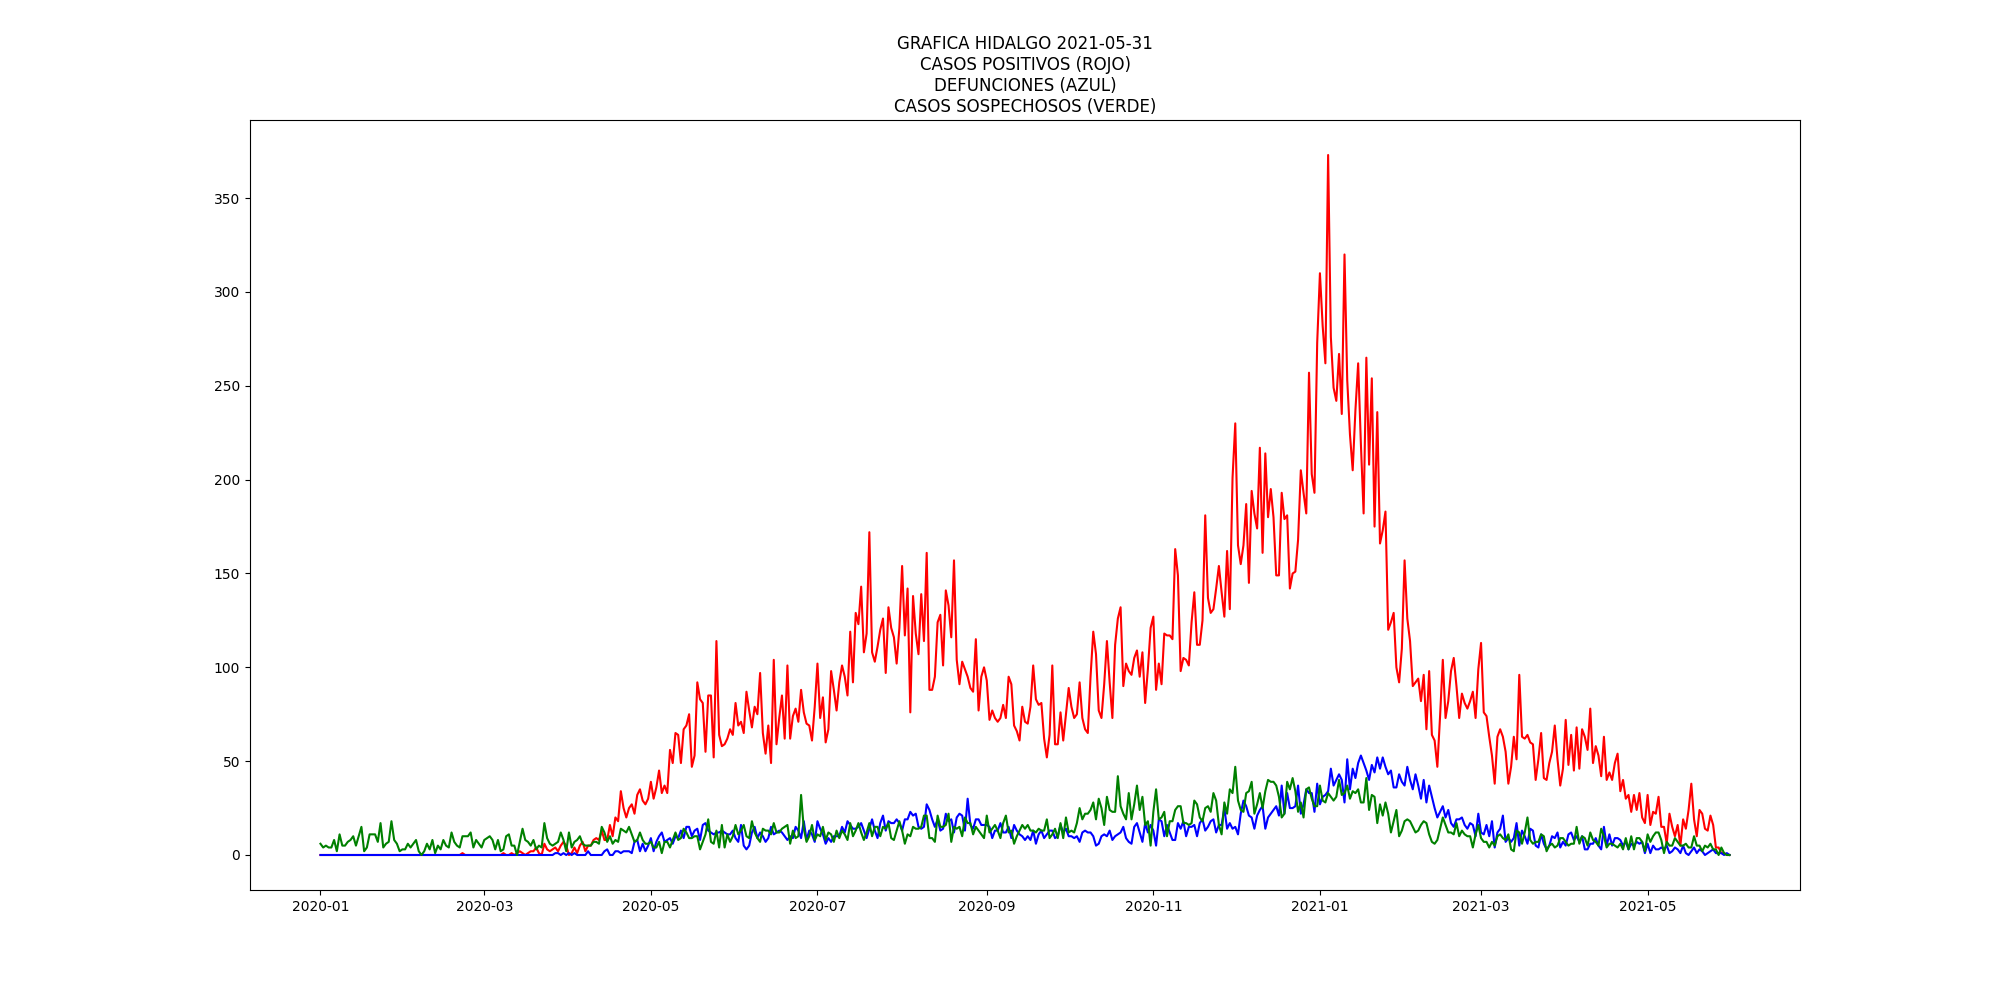 GRAFICA HIDALGO 2021-05-31
CASOS POSITIVOS (ROJO)
DEFUNCIONES (AZUL)
CASOS SOSPECHOSOS (VERDE)
350
300
250
200
150
100
50
0
2020-01 2020-03 2020-05 2020-07 2020-09 2020-11 2021-01 2021-03 2021-05